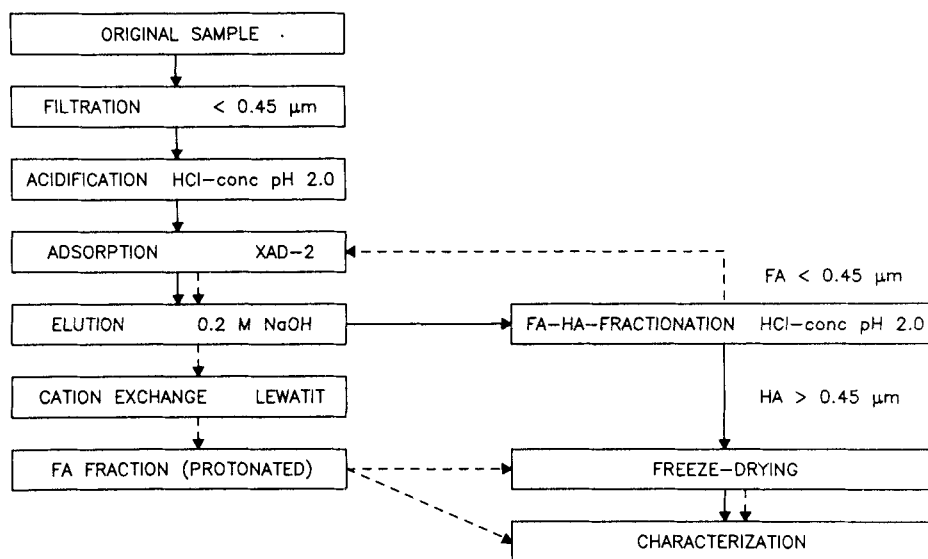 ORIGINAL SAMPLE
FILTRATION < 0.45 µm
ACIDIFICATION HCl-conc pH 2.0
ADSORPTION XAD-2
FA < 0.45 µm
ELUTION 0.2 M NaOH
FA-HA-FRACTIONATION HCl-conc pH 2.0
CATION EXCHANGE LEWATIT
HA > 0.45 µm
FA FRACTION (PROTONATED)
FREEZE-DRYING
CHARACTERIZATION